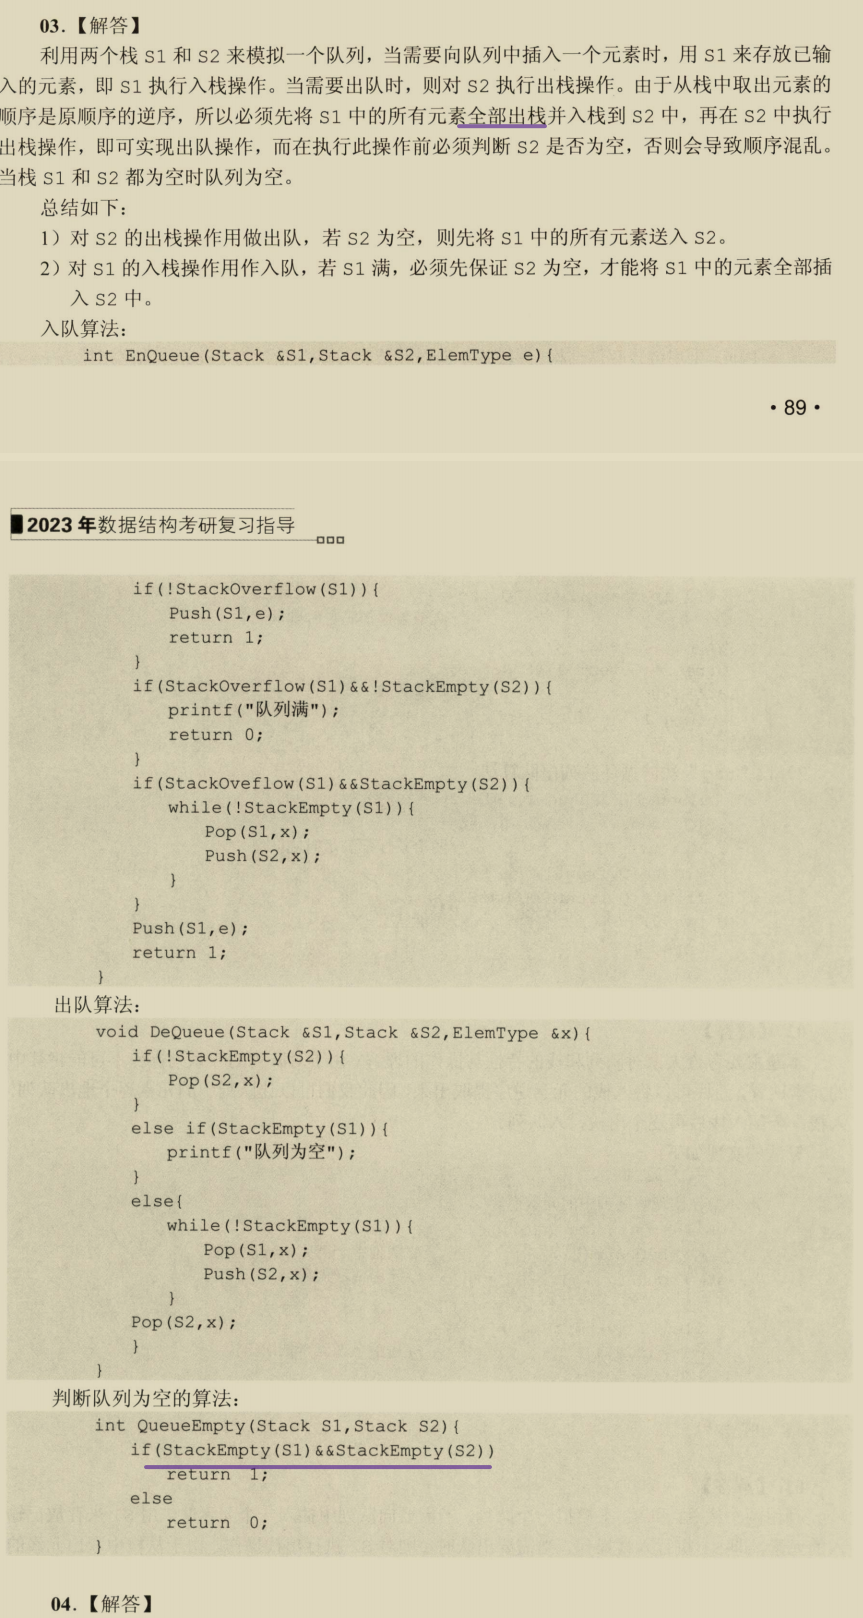 03.【解答】
利用两个栈 S1 和 S2 来模拟一个队列，当需要向队列中插入一个元素时，用 S1 来存放已输
入的元素，即 S1 执行入栈操作。当需要出队时，则对 S2 执行出栈操作。由于从栈中取出元素的
顺序是原顺序的逆序，所以必须先将 S1 中的所有元素全部出栈并入栈到 S2 中，再在 S2 中执行
出栈操作，即可实现出队操作，而在执行此操作前必须判断 S2 是否为空，否则会导致顺序混乱。
当栈 S1 和 S2 都为空时队列为空。
总结如下：
1）对 S2 的出栈操作用做出队，若 S2 为空，则先将 S1 中的所有元素送入 S2。
2）对 S1 的入栈操作用作入队，若 S1 满，必须先保证 S2 为空，才能将 S1 中的元素全部插
入 S2 中。
入队算法：
int EnQueue(Stack &S1,Stack &S2,ElemType e){
• 89 •
2023 年数据结构考研复习指导
if(!StackOverflow(S1)){
Push(S1,e);
return 1;
}
if(StackOverflow(S1)&&!StackEmpty(S2)){
printf("队列满");
return 0;
}
if(StackOveflow(S1)&&StackEmpty(S2)){
while(!StackEmpty(S1)){
Pop(S1,x);
Push(S2,x);
}
}
Push(S1,e);
return 1;
}
出队算法：
void DeQueue(Stack &S1,Stack &S2,ElemType &x){
if(!StackEmpty(S2)){
Pop(S2,x);
}
else if(StackEmpty(S1)){
printf("队列为空");
}
else{
while(!StackEmpty(S1)){
Pop(S1,x);
Push(S2,x);
}
Pop(S2,x);
}
}
判断队列为空的算法：
int QueueEmpty(Stack S1,Stack S2){
if(StackEmpty(S1)&&StackEmpty(S2))
return 1;
else
return 0;
}
04.【解答】